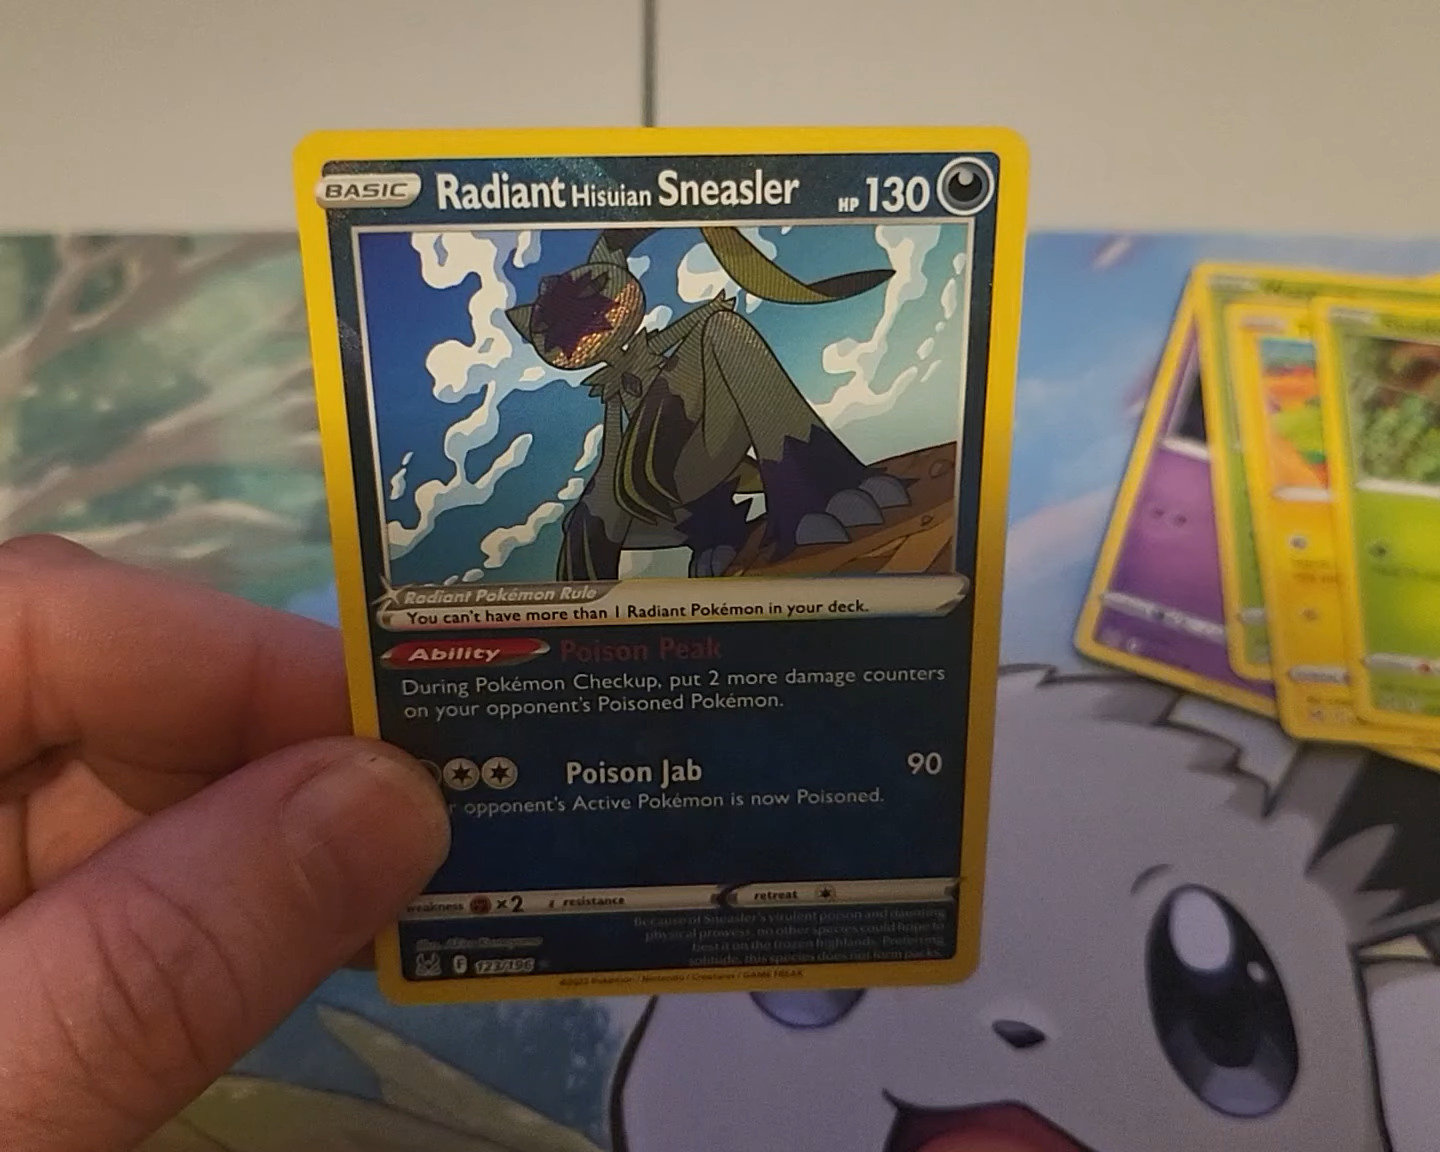 BASIC Radiant Hisuian Sneasler HP 130
Radiant Pokémon Rule
You can't have more than 1 Radiant Pokémon in your deck.
Ability Poison Peak
During Pokémon Checkup, put 2 more damage counters
on your opponent's Poisoned Pokémon.
Poison Jab 90
opponent's Active Pokémon is now Poisoned.
weakness ×2 resistance retreat
Because of Sneasler's virulent poison and daunting
physical prowess, no other species could hope to
best it on the frozen highlands. Preferring
solitude, this species does not form packs.
F 123/196
©2022 Pokémon / Nintendo / Creatures / GAME FREAK